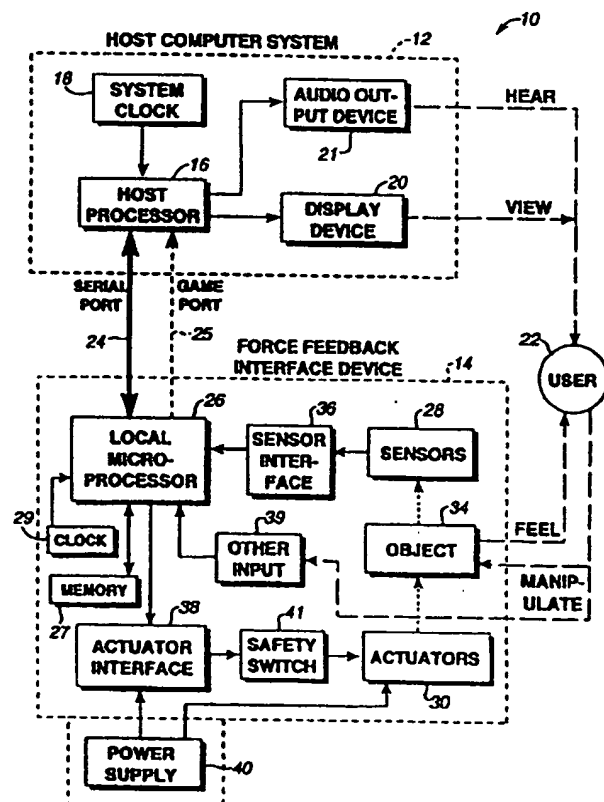 10
HOST COMPUTER SYSTEM
12
18
SYSTEM
CLOCK
AUDIO OUT-
PUT DEVICE
21
HEAR
16
HOST
PROCESSOR
20
DISPLAY
DEVICE
VIEW
SERIAL
PORT
GAME
PORT
24
25
FORCE FEEDBACK
INTERFACE DEVICE
14
22
USER
26
LOCAL
MICRO-
PROCESSOR
36
SENSOR
INTER-
FACE
28
SENSORS
29
CLOCK
39
OTHER
INPUT
34
OBJECT
FEEL
MANIP-
ULATE
MEMORY
27
38
ACTUATOR
INTERFACE
41
SAFETY
SWITCH
ACTUATORS
30
POWER
SUPPLY
40